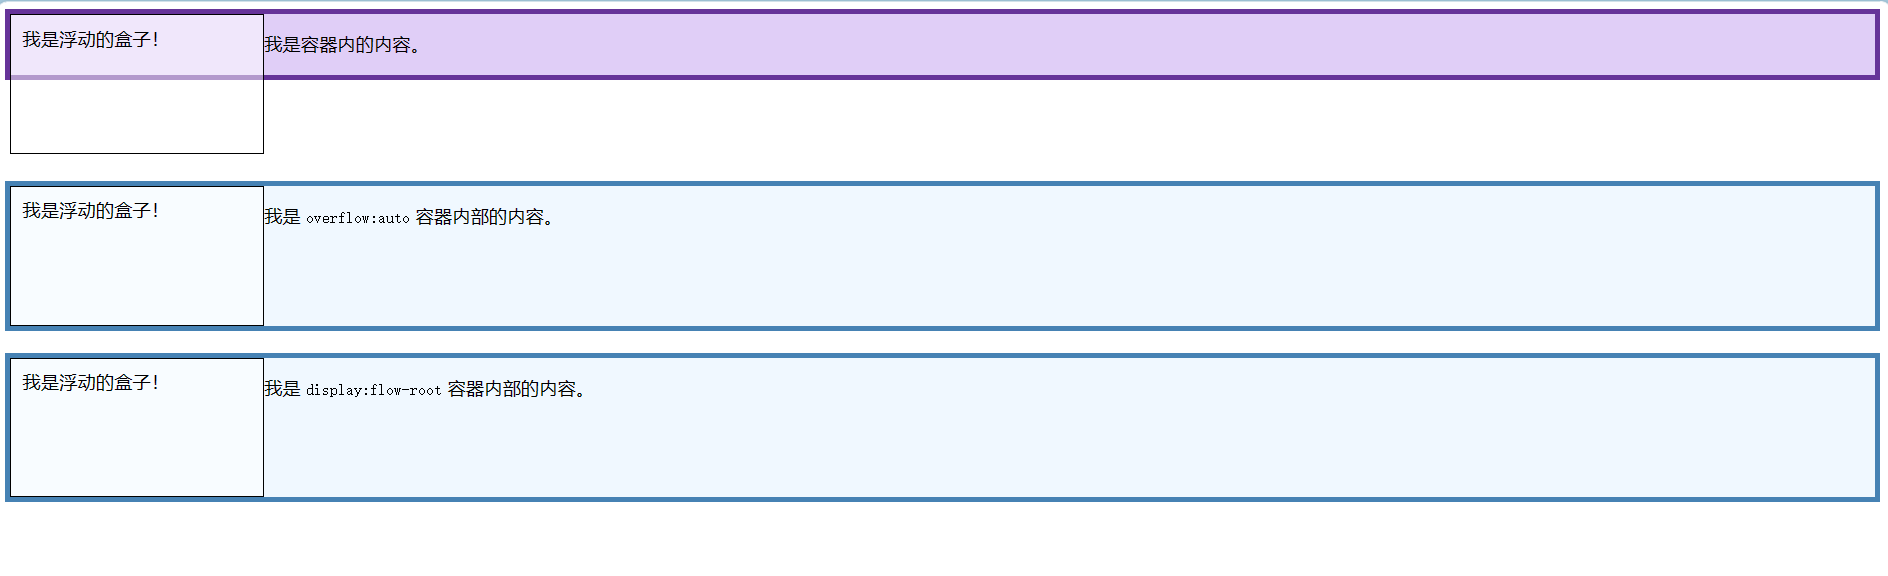 我是浮动的盒子！
我是容器内的内容。
我是浮动的盒子！
我是 overflow:auto 容器内部的内容。
我是浮动的盒子！
我是 display:flow-root 容器内部的内容。